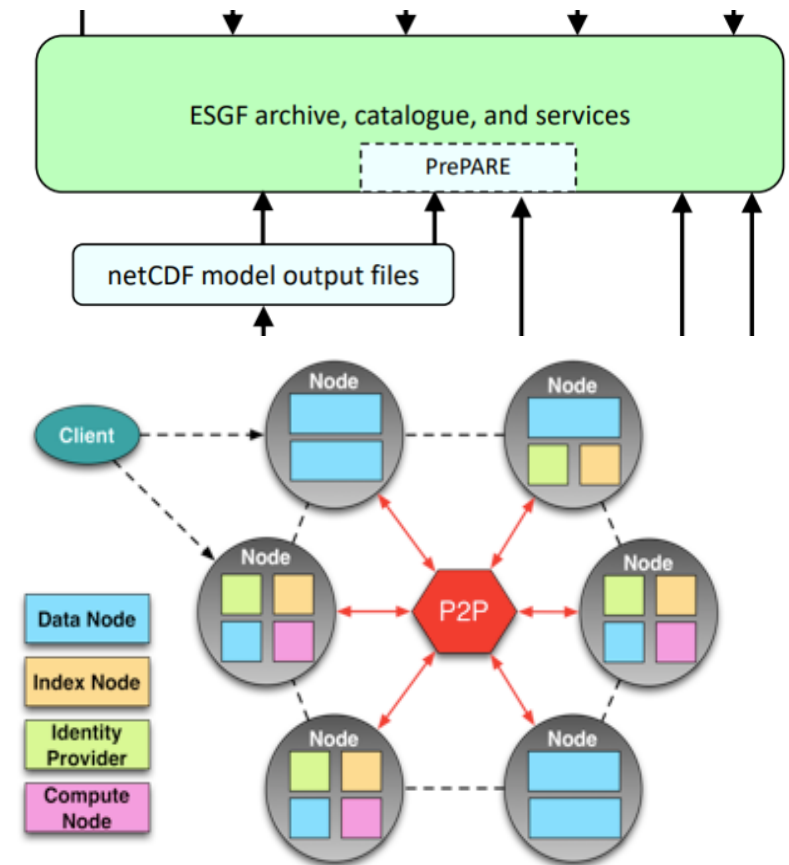 ESGF archive, catalogue, and services
PrePARE
netCDF model output files
Node
Node
Client
Node
Node
P2P
Data Node
Index Node
Identity
Provider
Compute
Node
Node
Node